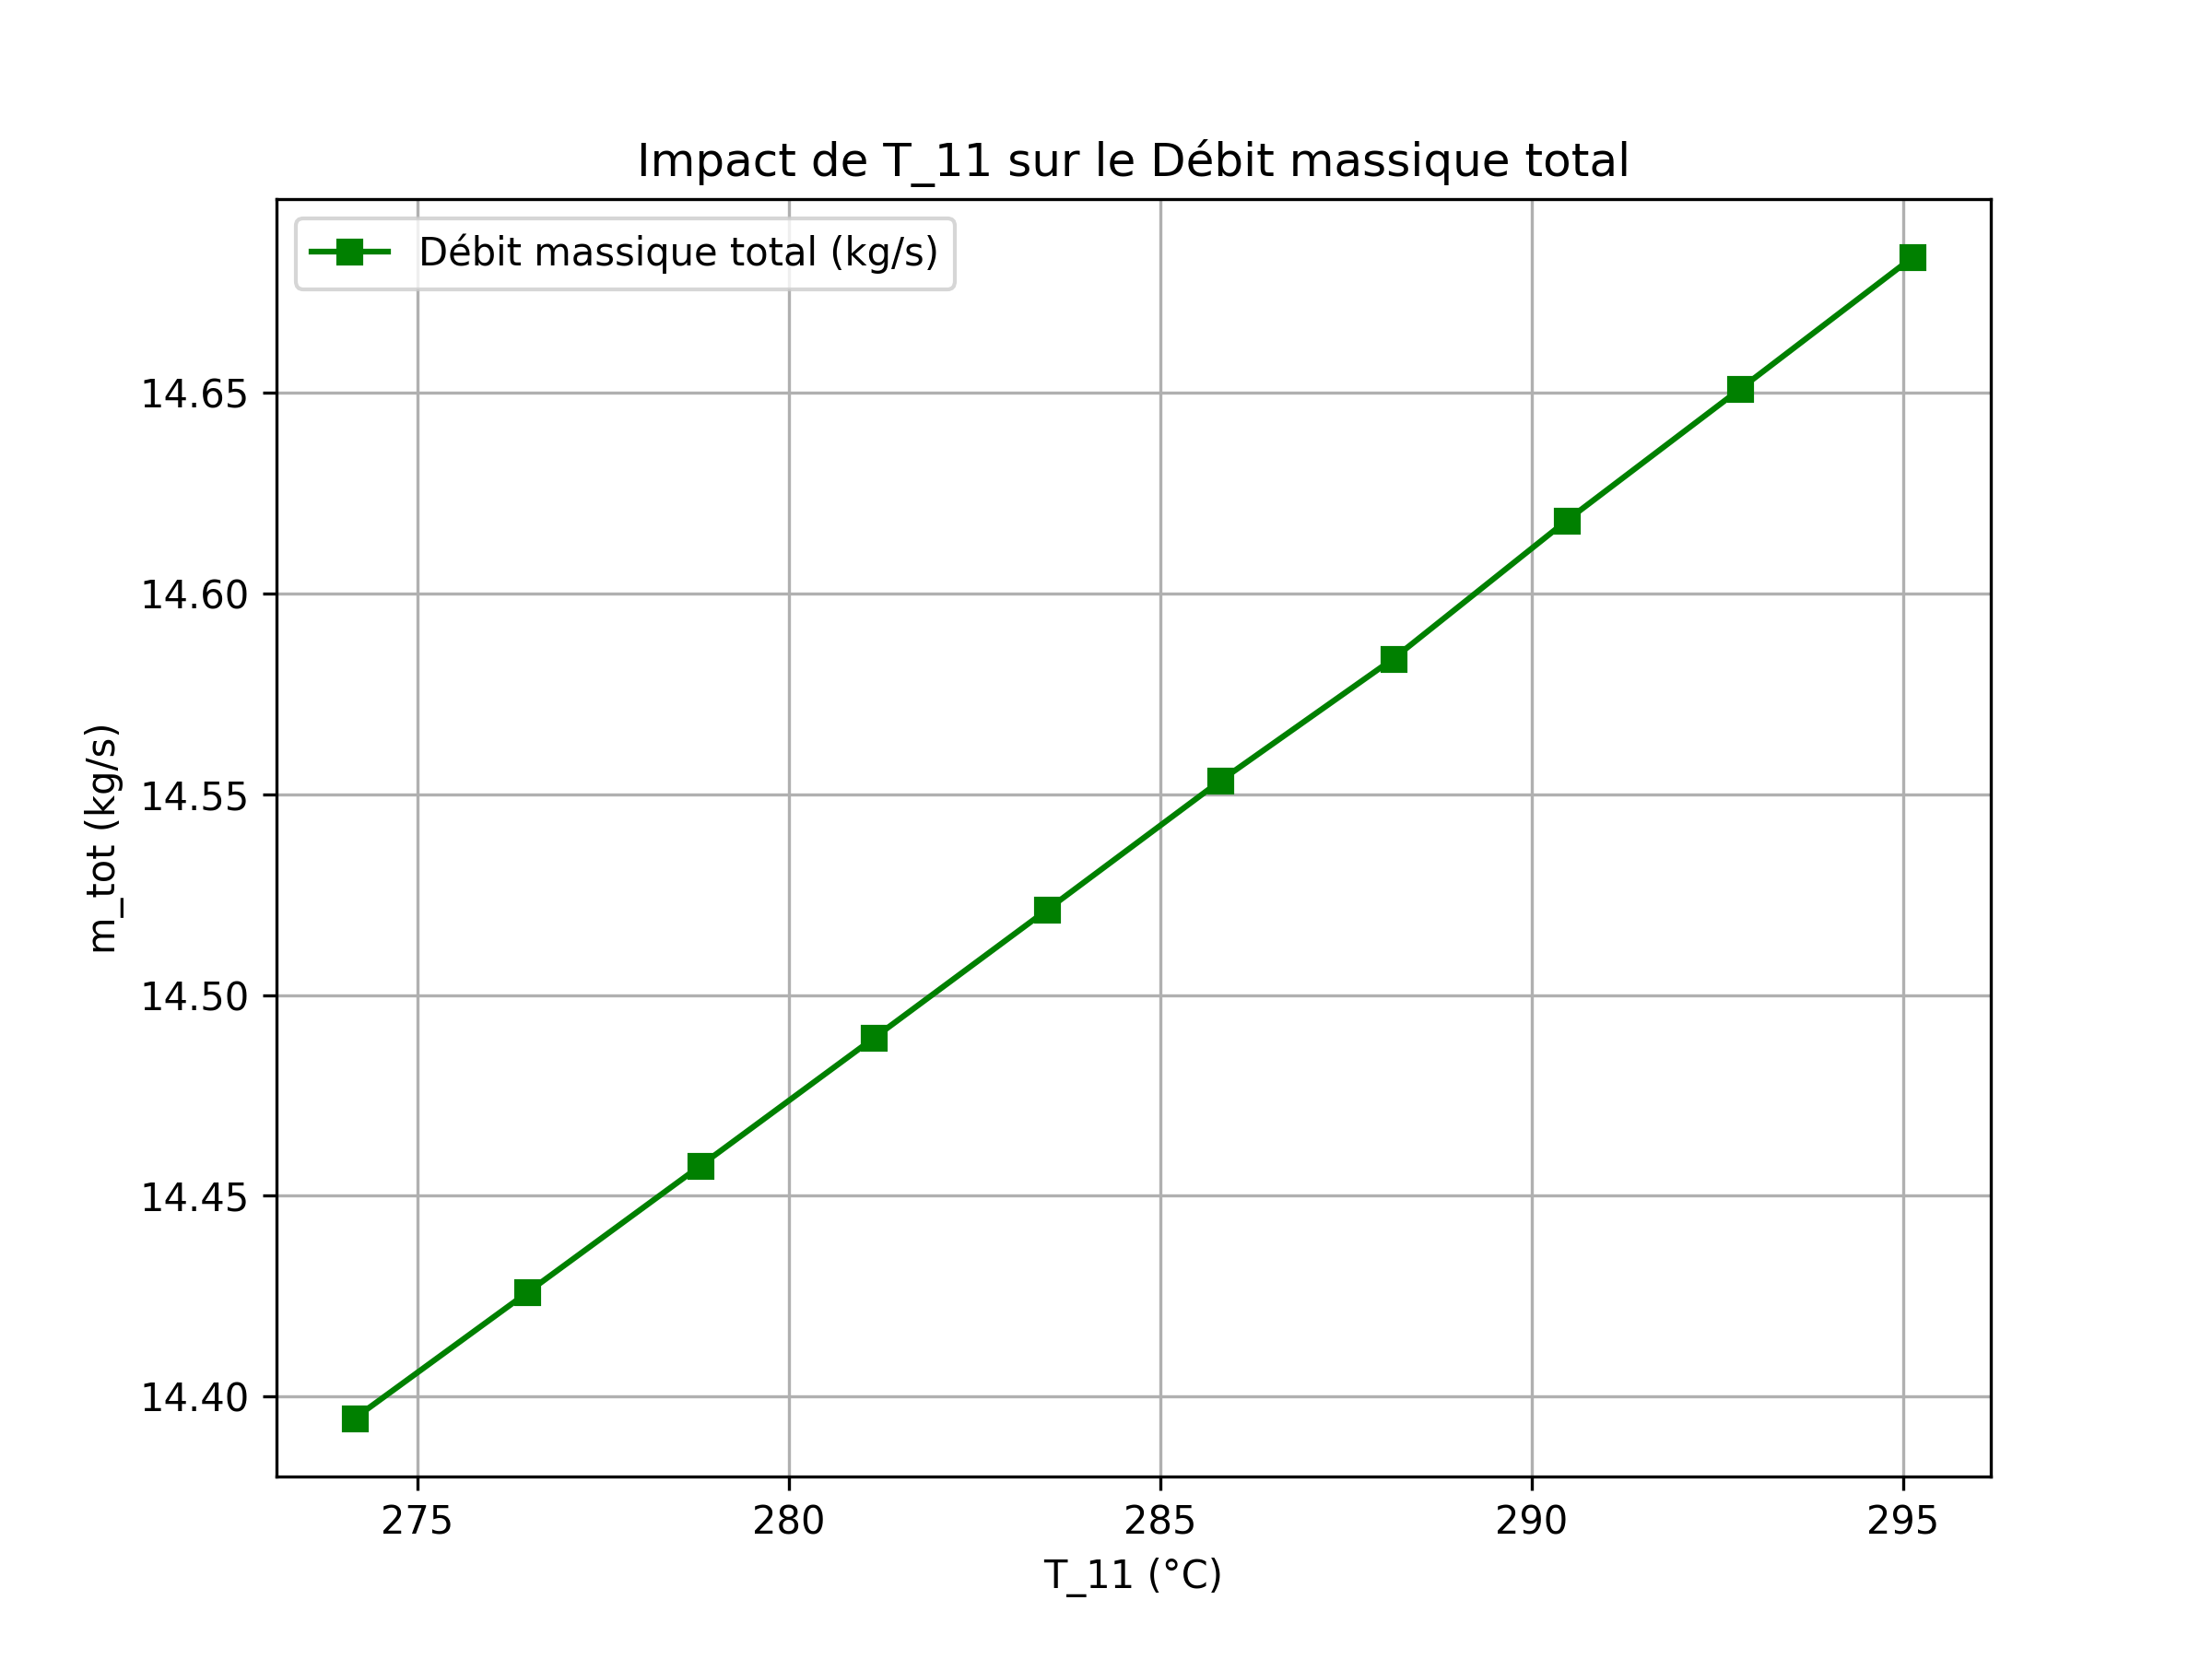 Impact de T_11 sur le Débit massique total
Débit massique total (kg/s)
14.65
14.60
14.55
14.50
14.45
14.40
m_tot (kg/s)
275 280 285 290 295
T_11 (°C)